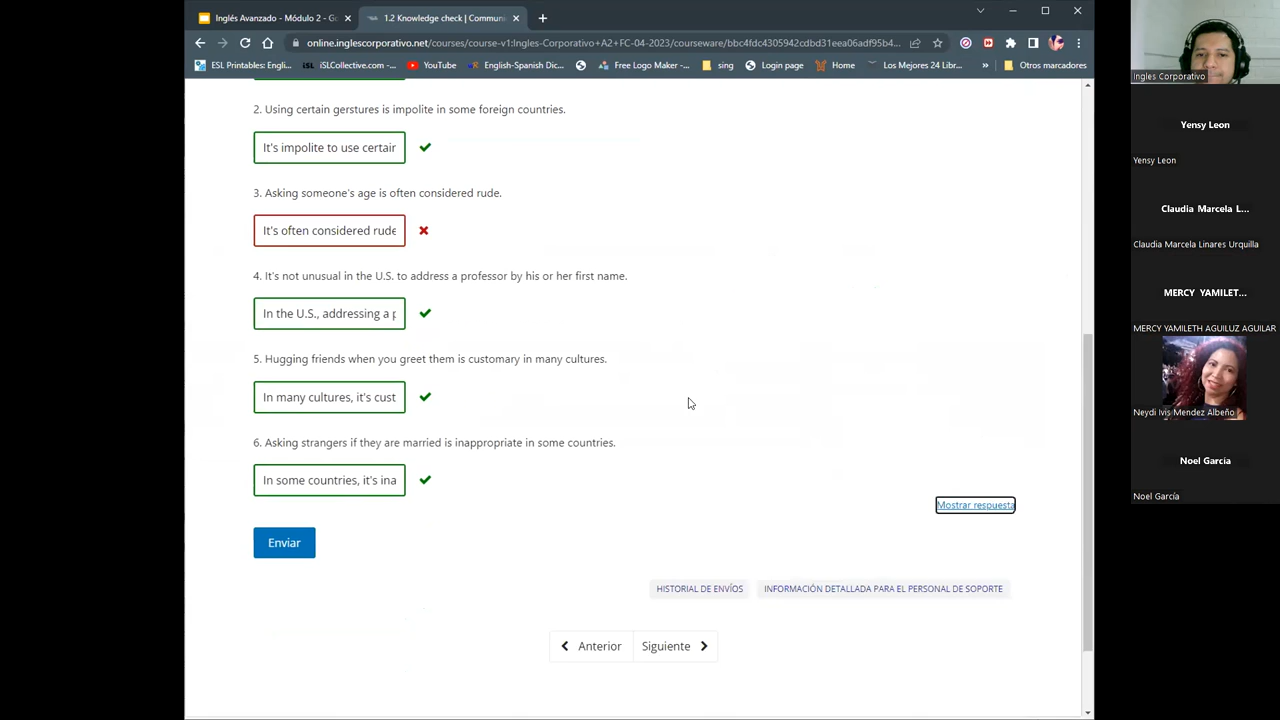 Inglés Avanzado - Módulo 2 - Go
1.2 Knowledge check | Communi
online.inglescorporativo.net/courses/course-v1:Ingles-Corporativo+A2+FC-04-2023/courseware/bbc4fdc4305942cdbd31eea06adf95b4...
ESL Printables: Engli...
iSLCollective.com -...
YouTube
English-Spanish Dic...
Free Logo Maker -...
sing
Login page
Home
Los Mejores 24 Libr...
»
Otros marcadores
2. Using certain gerstures is impolite in some foreign countries.
It's impolite to use certair
3. Asking someone's age is often considered rude.
It's often considered rude
4. It's not unusual in the U.S. to address a professor by his or her first name.
In the U.S., addressing a p
5. Hugging friends when you greet them is customary in many cultures.
In many cultures, it's cust
6. Asking strangers if they are married is inappropriate in some countries.
In some countries, it's ina
Mostrar respuesta
Enviar
HISTORIAL DE ENVÍOS
INFORMACIÓN DETALLADA PARA EL PERSONAL DE SOPORTE
Anterior
Siguiente
Ingles Corporativo
Yensy Leon
Yensy Leon
Claudia Marcela L...
Claudia Marcela Linares Urquilla
MERCY YAMILET...
MERCY YAMILETH AGUILUZ AGUILAR
Neydi Ivis Mendez Albeño
Noel García
Noel García